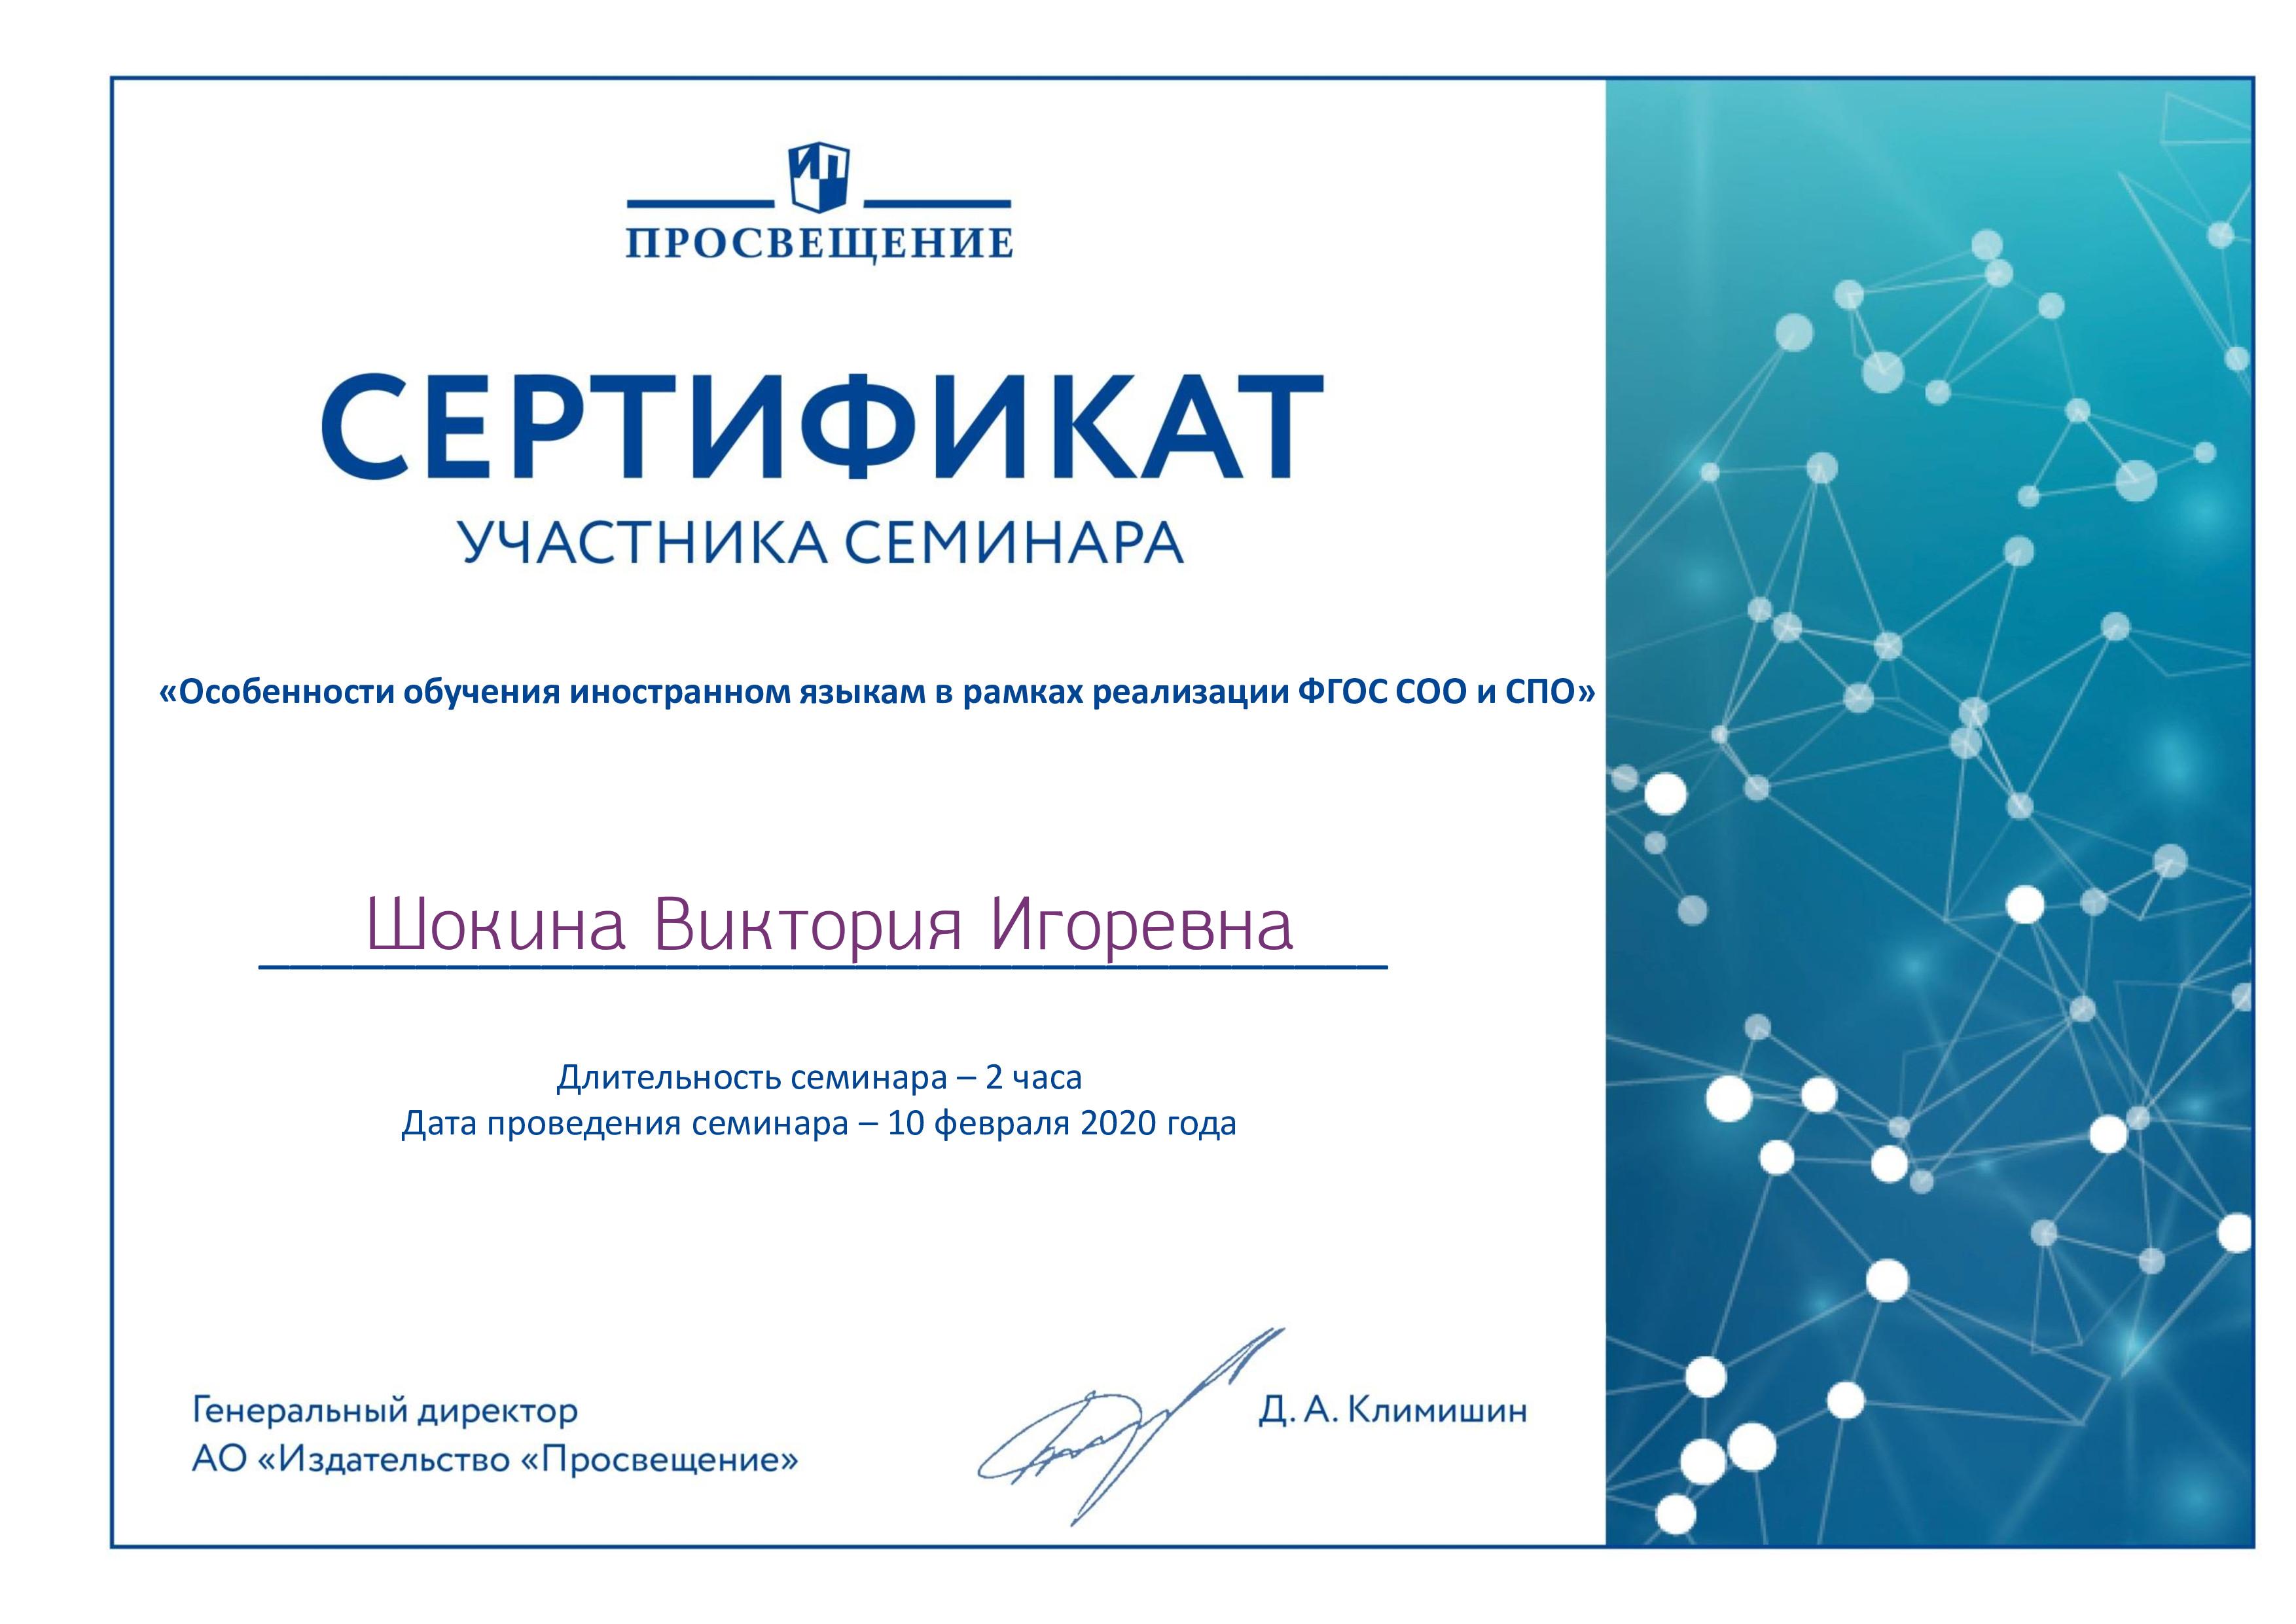 ИП
ПРОСВЕЩЕНИЕ
СЕРТИФИКАТ
УЧАСТНИКА СЕМИНАРА
«Особенности обучения иностранном языкам в рамках реализации ФГОС СОО и СПО»
Шокина Виктория Игоревна
Длительность семинара – 2 часа
Дата проведения семинара – 10 февраля 2020 года
Генеральный директор
АО «Издательство «Просвещение»
Д. А. Климишин